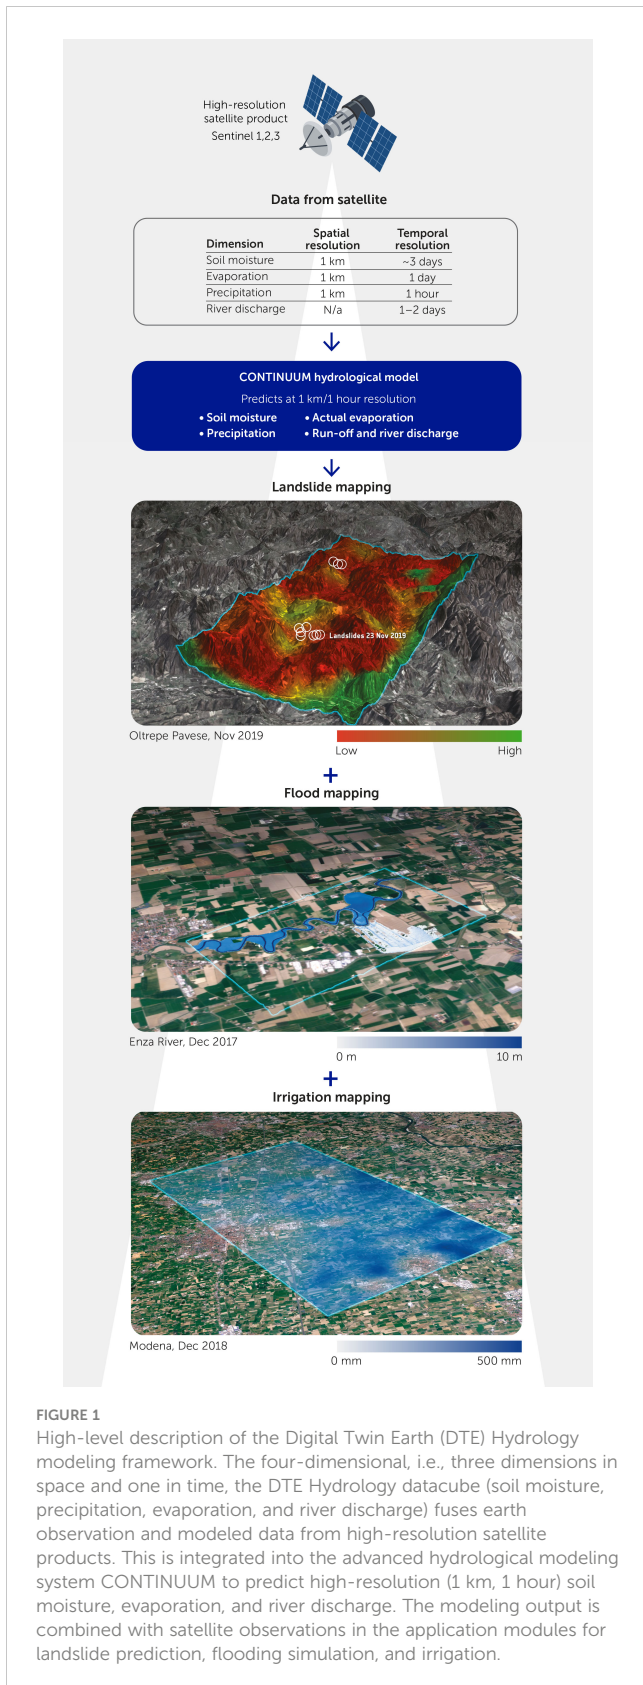 High-resolution
satellite product
Sentinel 1,2,3
Data from satellite
Dimension Spatial resolution Temporal resolution
Soil moisture 1 km ~3 days
Evaporation 1 km 1 day
Precipitation 1 km 1 hour
River discharge N/a 1–2 days
CONTINUUM hydrological model
Predicts at 1 km/1 hour resolution
• Soil moisture • Actual evaporation
• Precipitation • Run-off and river discharge
Landslide mapping
Landslides 23 Nov 2019
Oltrepe Pavese, Nov 2019
Low High
+
Flood mapping
Enza River, Dec 2017
0 m 10 m
+
Irrigation mapping
Modena, Dec 2018
0 mm 500 mm
FIGURE 1
High-level description of the Digital Twin Earth (DTE) Hydrology
modeling framework. The four-dimensional, i.e., three dimensions in
space and one in time, the DTE Hydrology datacube (soil moisture,
precipitation, evaporation, and river discharge) fuses earth
observation and modeled data from high-resolution satellite
products. This is integrated into the advanced hydrological modeling
system CONTINUUM to predict high-resolution (1 km, 1 hour) soil
moisture, evaporation, and river discharge. The modeling output is
combined with satellite observations in the application modules for
landslide prediction, flooding simulation, and irrigation.